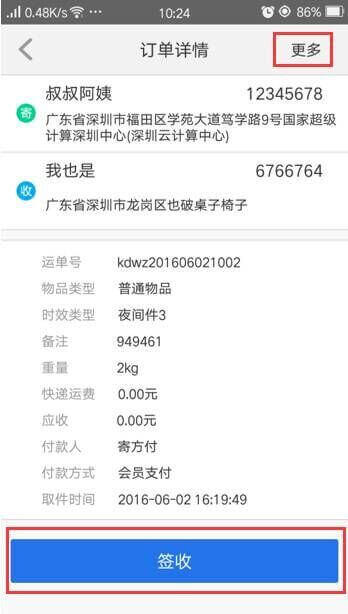 0.48K/s 10:24 86%
订单详情 更多
叔叔阿姨 12345678
寄 广东省深圳市福田区学苑大道笃学路9号国家超级
计算深圳中心(深圳云计算中心)
我也是 6766764
收 广东省深圳市龙岗区也破桌子椅子
运单号 kdwz201606021002
物品类型 普通物品
时效类型 夜间件3
备注 949461
重量 2kg
快递运费 0.00元
应收 0.00元
付款人 寄方付
付款方式 会员支付
取件时间 2016-06-02 16:19:49
签收